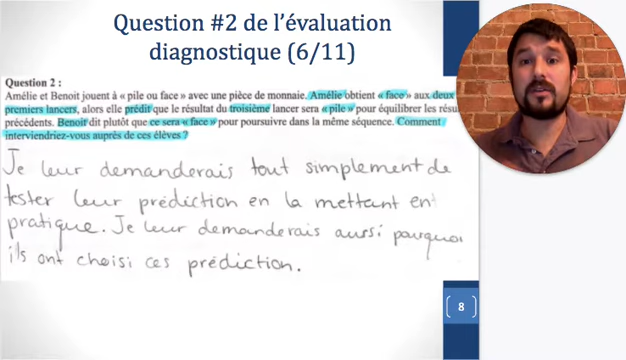 Question #2 de l’évaluation
diagnostique (6/11)
Question 2 :
Amélie et Benoit jouent à « pile ou face » avec une pièce de monnaie. Amélie obtient « face » aux deux
premiers lancers, alors elle prédit que le résultat du troisième lancer sera « pile » pour équilibrer les résu
précédents. Benoit dit plutôt que ce sera « face » pour poursuivre dans la même séquence. Comment
interviendriez-vous auprès de ces élèves ?
Je leur demanderais tout simplement de
tester leur prédiction en la mettant en
pratique. Je leur demanderais aussi pourquoi
ils ont choisi ces prédiction.
8